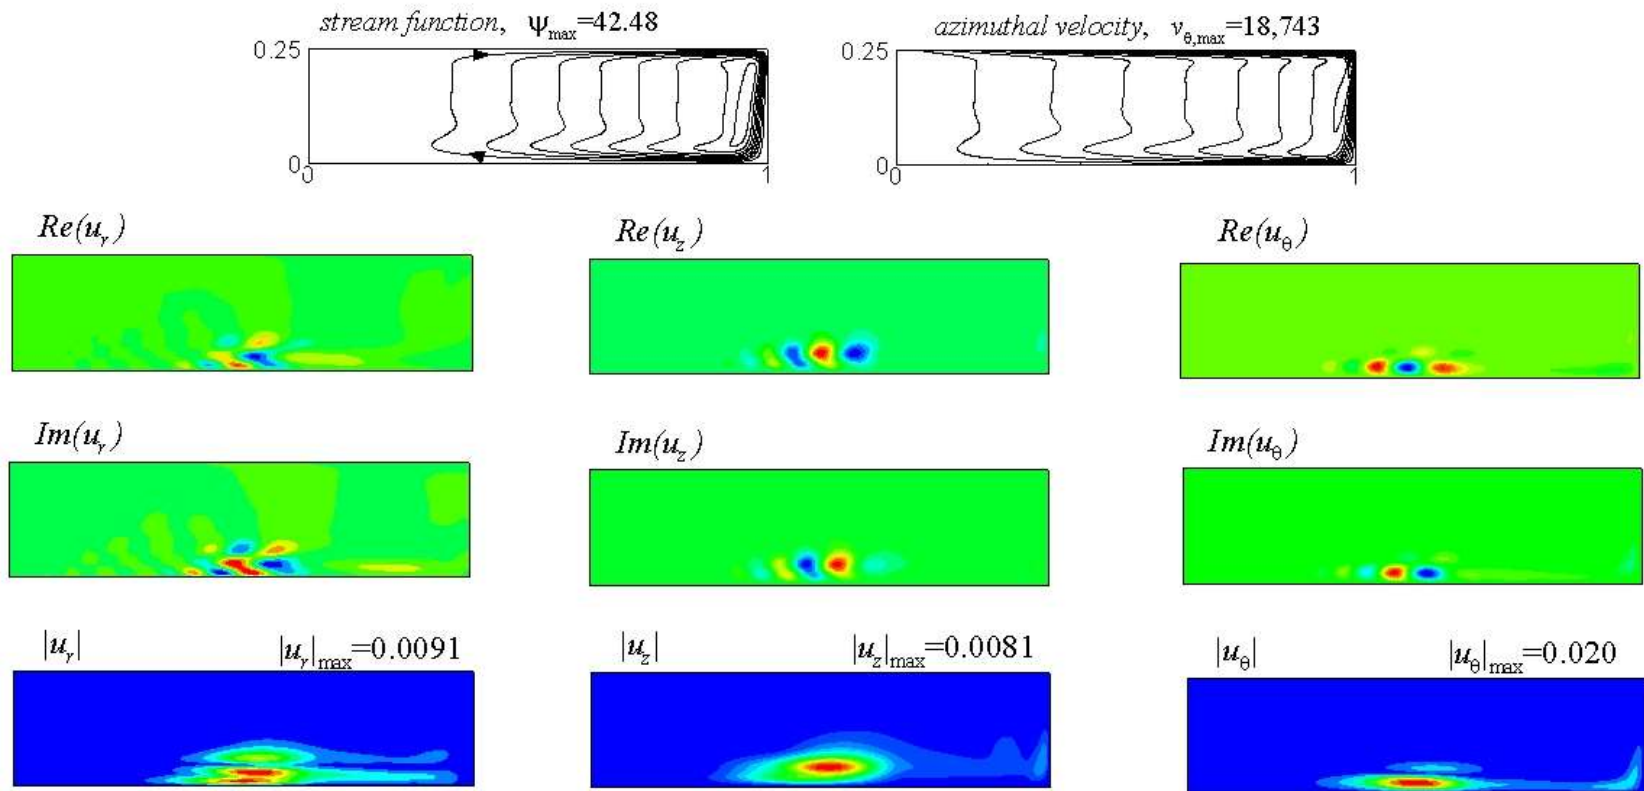 stream function, ψmax=42.48
azimuthal velocity, vθ,max=18,743
0.25
0.25
0
0
0
1
0
1
Re(ur)
Re(uz)
Re(uθ)
Im(ur)
Im(uz)
Im(uθ)
|ur| |ur|max=0.0091
|uz| |uz|max=0.0081
|uθ| |uθ|max=0.020